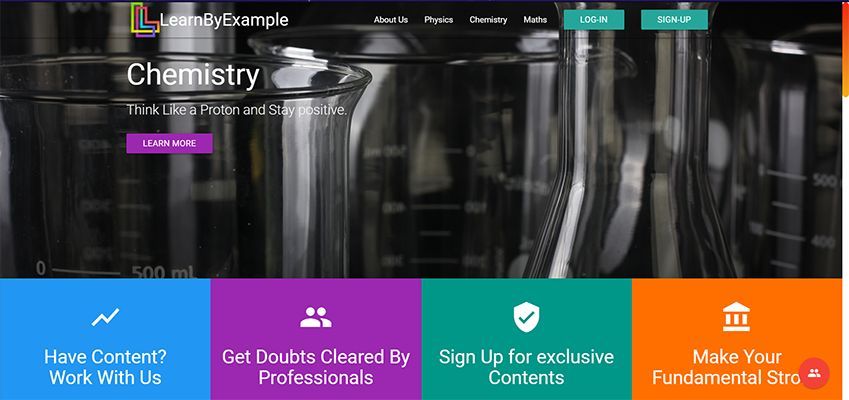 LearnByExample
About Us
Physics
Chemistry
Maths
LOG-IN
SIGN-UP
Chemistry
Think Like a Proton and Stay positive.
LEARN MORE
0
500 mL
500
400
300
Have Content?
Work With Us
Get Doubts Cleared By
Professionals
Sign Up for exclusive
Contents
Make Your
Fundamental